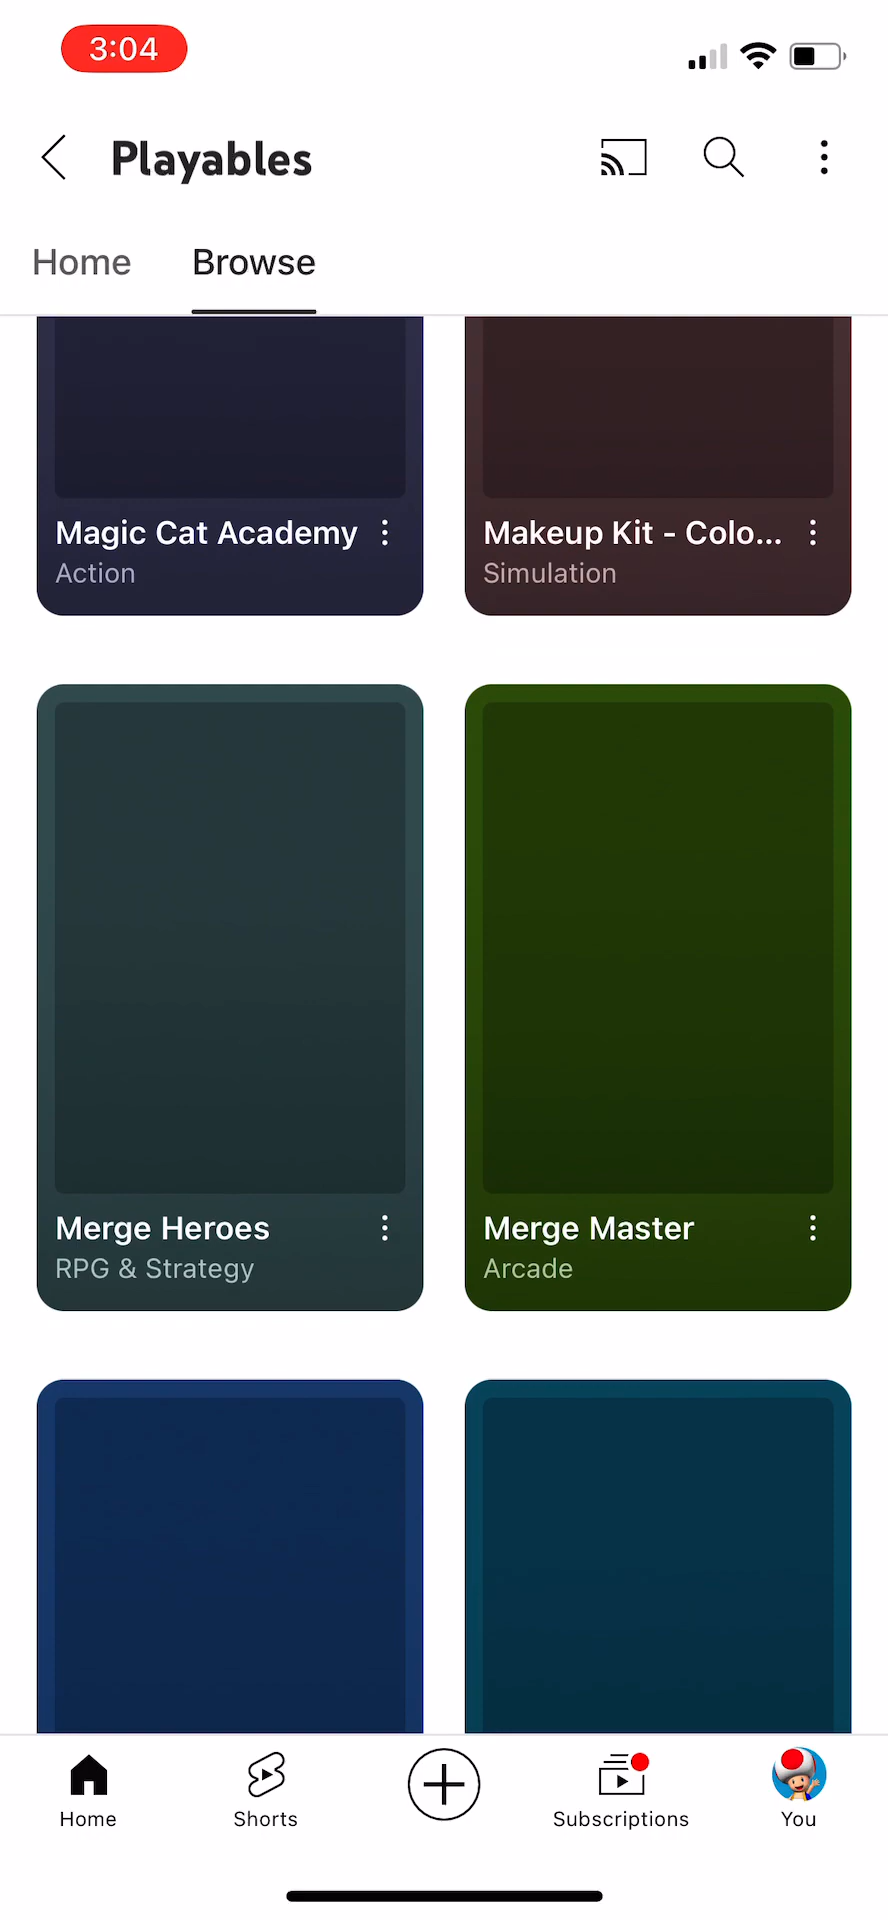 3:04
Playables
Home
Browse
Magic Cat Academy
Action
Makeup Kit - Colo...
Simulation
Merge Heroes
RPG & Strategy
Merge Master
Arcade
Home
Shorts
Subscriptions
You